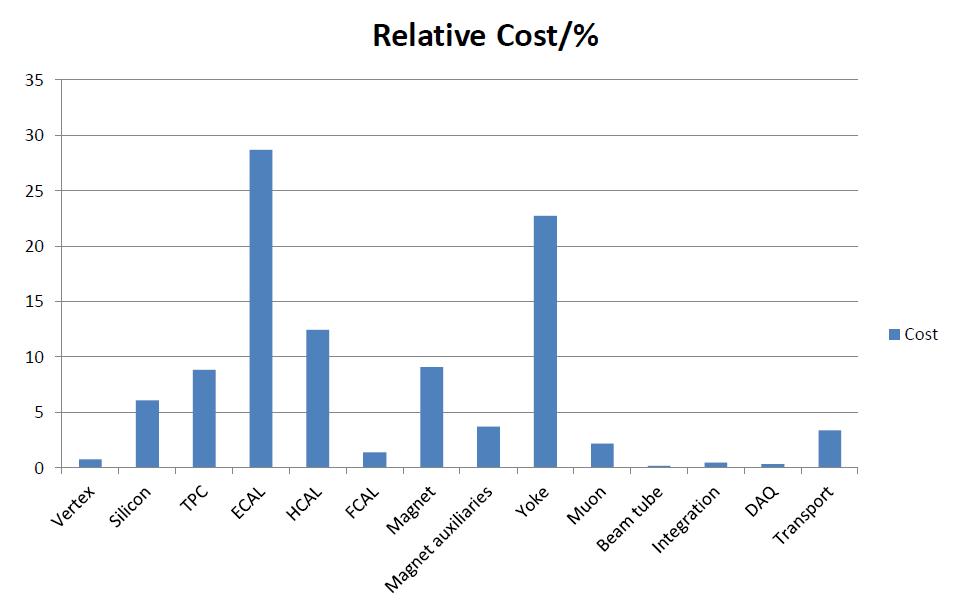 Relative Cost/%
35
30
25
20
15
10
5
0
Vertex
Silicon
TPC
ECAL
HCAL
FCAL
Magnet
Magnet auxiliaries
Yoke
Muon
Beam tube
Integration
DAQ
Transport
Cost